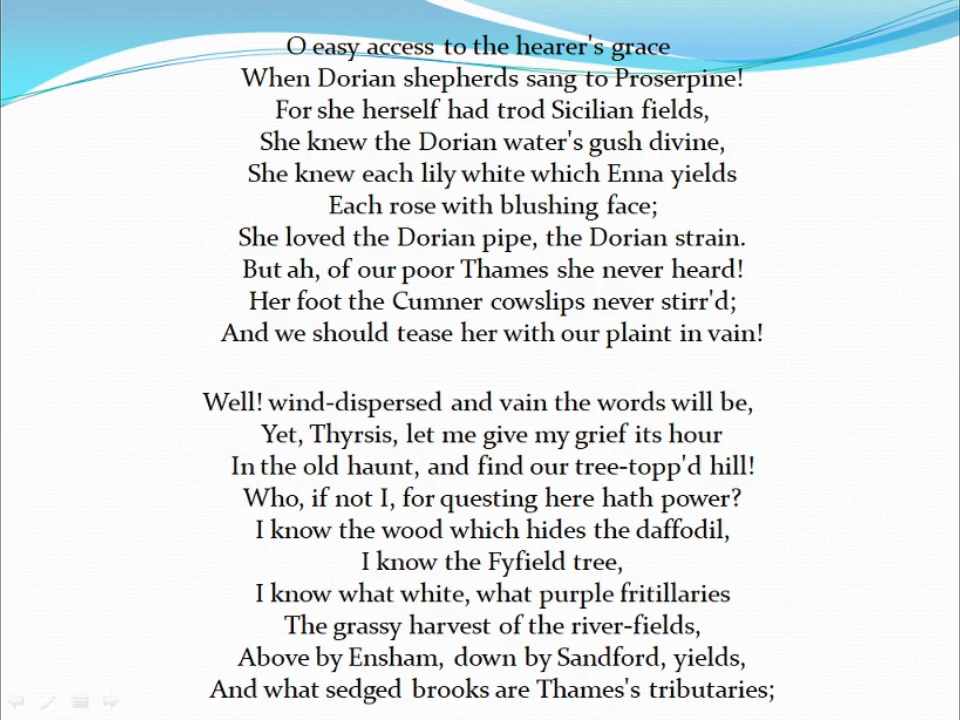 O easy access to the hearer's grace
When Dorian shepherds sang to Proserpine!
For she herself had trod Sicilian fields,
She knew the Dorian water's gush divine,
She knew each lily white which Enna yields
Each rose with blushing face;
She loved the Dorian pipe, the Dorian strain.
But ah, of our poor Thames she never heard!
Her foot the Cumner cowslips never stirr'd;
And we should tease her with our plaint in vain!
Well! wind-dispersed and vain the words will be,
Yet, Thyrsis, let me give my grief its hour
In the old haunt, and find our tree-topp'd hill!
Who, if not I, for questing here hath power?
I know the wood which hides the daffodil,
I know the Fyfield tree,
I know what white, what purple fritillaries
The grassy harvest of the river-fields,
Above by Ensham, down by Sandford, yields,
And what sedged brooks are Thames's tributaries;